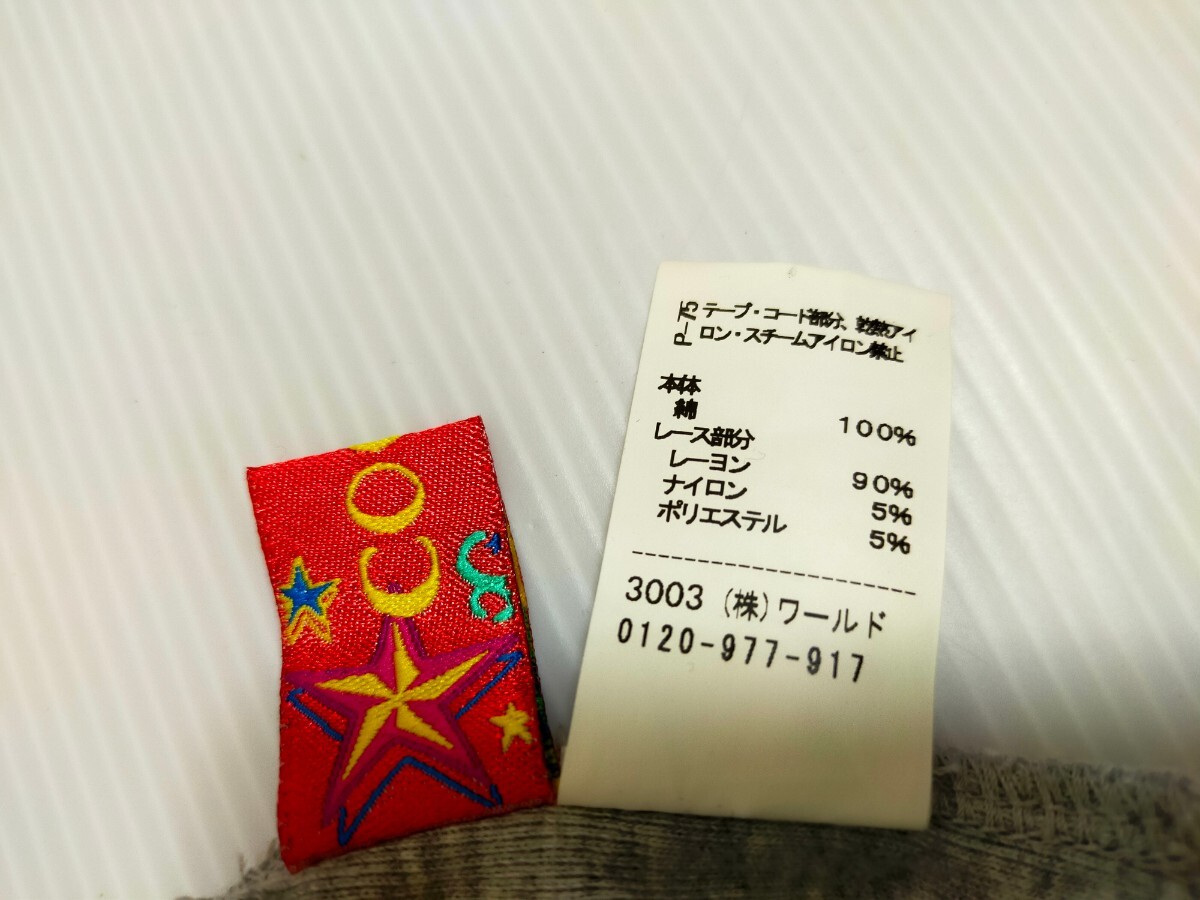 P-75 テープ・コード部分、乾熱アイ
ロン・スチームアイロン禁止
本体
綿 100%
レース部分
レーヨン 90%
ナイロン 5%
ポリエステル 5%
3003 (株)ワールド
0120-977-917
CO